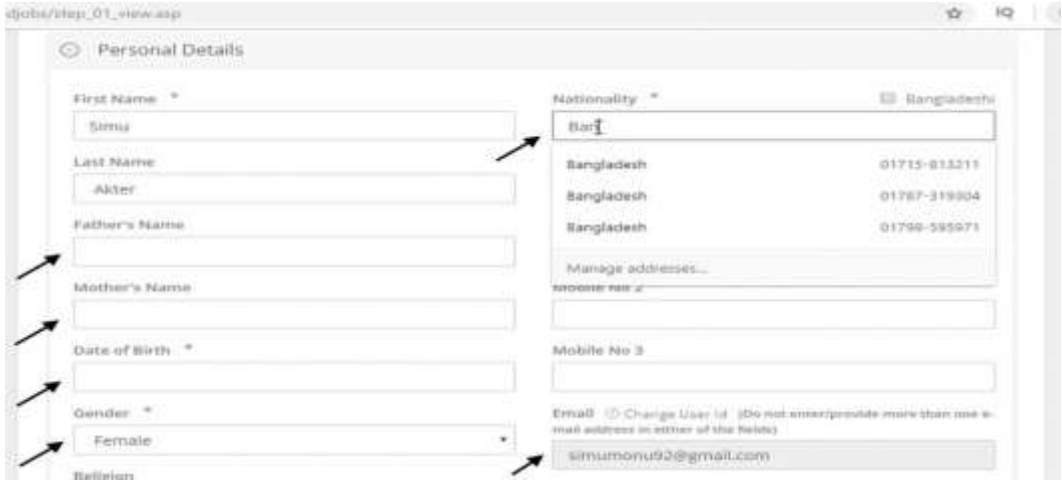 djobs/step_01_view.asp
IQ
Personal Details
First Name *
Simu
Last Name
Akter
Father's Name
Mother's Name
Date of Birth *
Gender *
Female
Religion
Nationality *
Bangladeshi
Ban
Bangladesh 01715-813211
Bangladesh 01787-319304
Bangladesh 01798-595971
Manage addresses...
Mobile No 2
Mobile No 3
Email Change User Id (Do not enter/provide more than one e-
mail address in either of the fields)
simumonu92@gmail.com